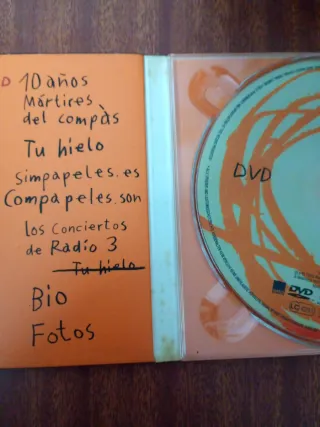 D 10 años
Mártires
del compàs
Tu hielo
simpapeles.es
Compapeles.son
los Conciertos
de Radio 3
Tu hielo
Bio
Fotos
DVD
DVD